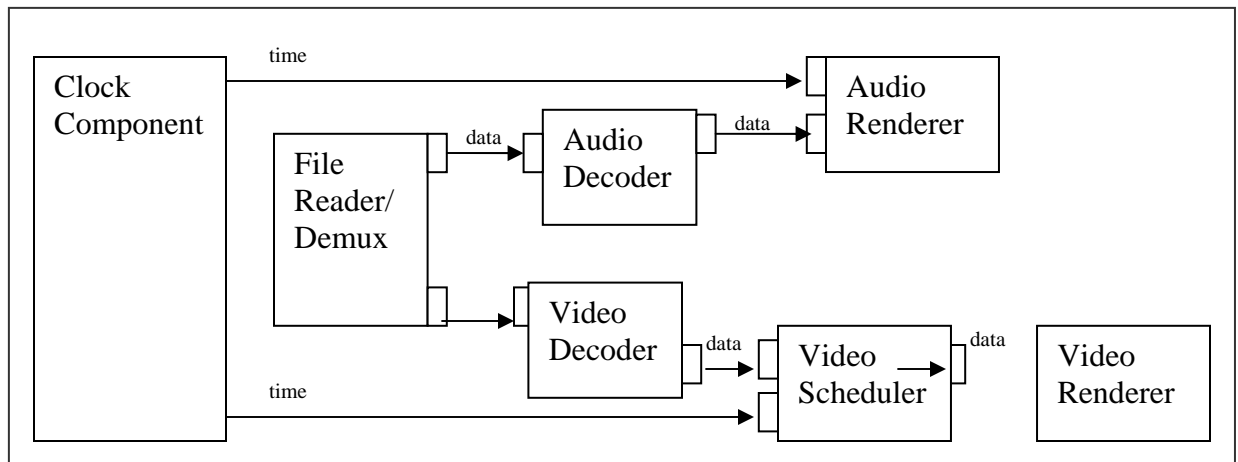 time
Clock
Component
Audio
Renderer
data
data
File
Reader/
Demux
Audio
Decoder
Video
Decoder
data
Video
Scheduler
data
Video
Renderer
time